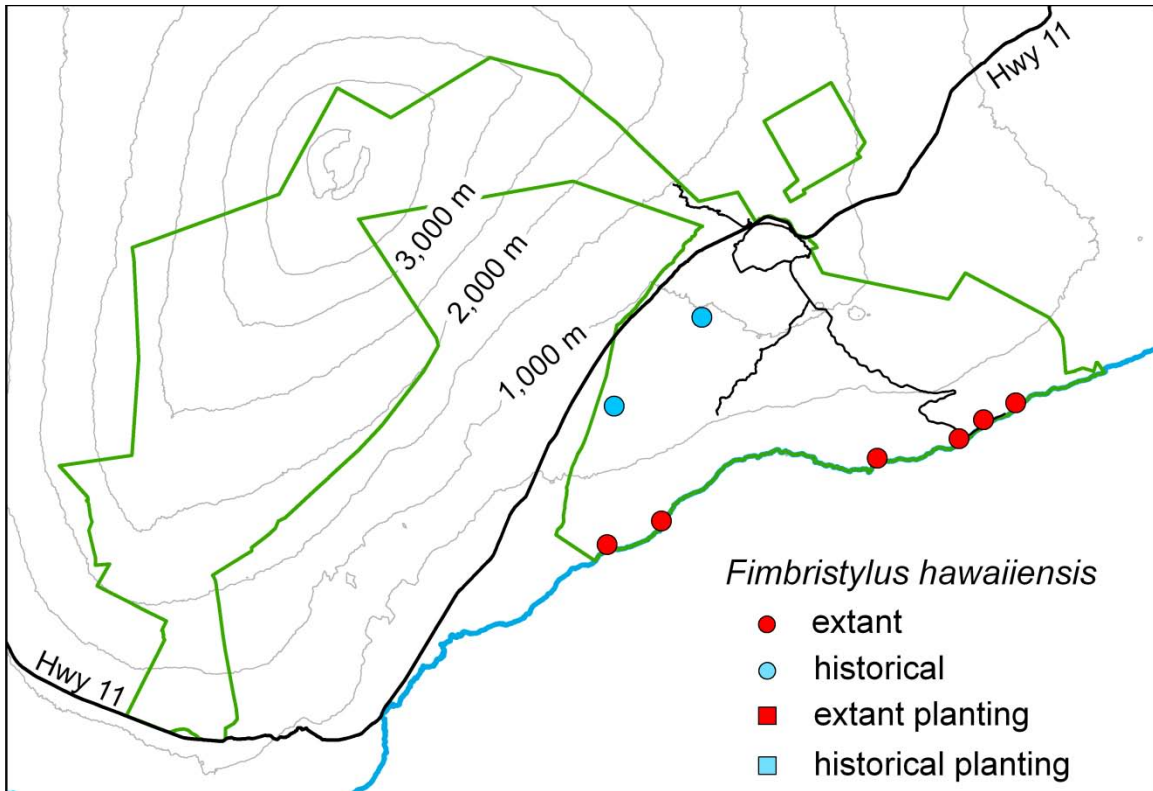 Hwy 11
3,000 m
2,000 m
1,000 m
Hwy 11
Fimbristylus hawaiiensis
extant
historical
extant planting
historical planting